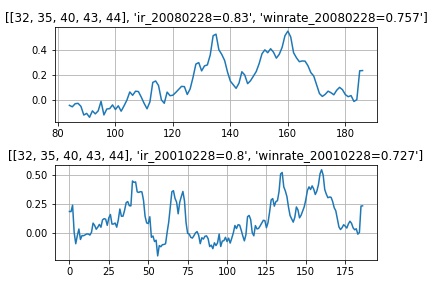 [[32, 35, 40, 43, 44], 'ir_20080228=0.83', 'winrate_20080228=0.757']
0.4
0.2
0.0
80 100 120 140 160 180
[[32, 35, 40, 43, 44], 'ir_20010228=0.8', 'winrate_20010228=0.727']
0.50
0.25
0.00
0 25 50 75 100 125 150 175